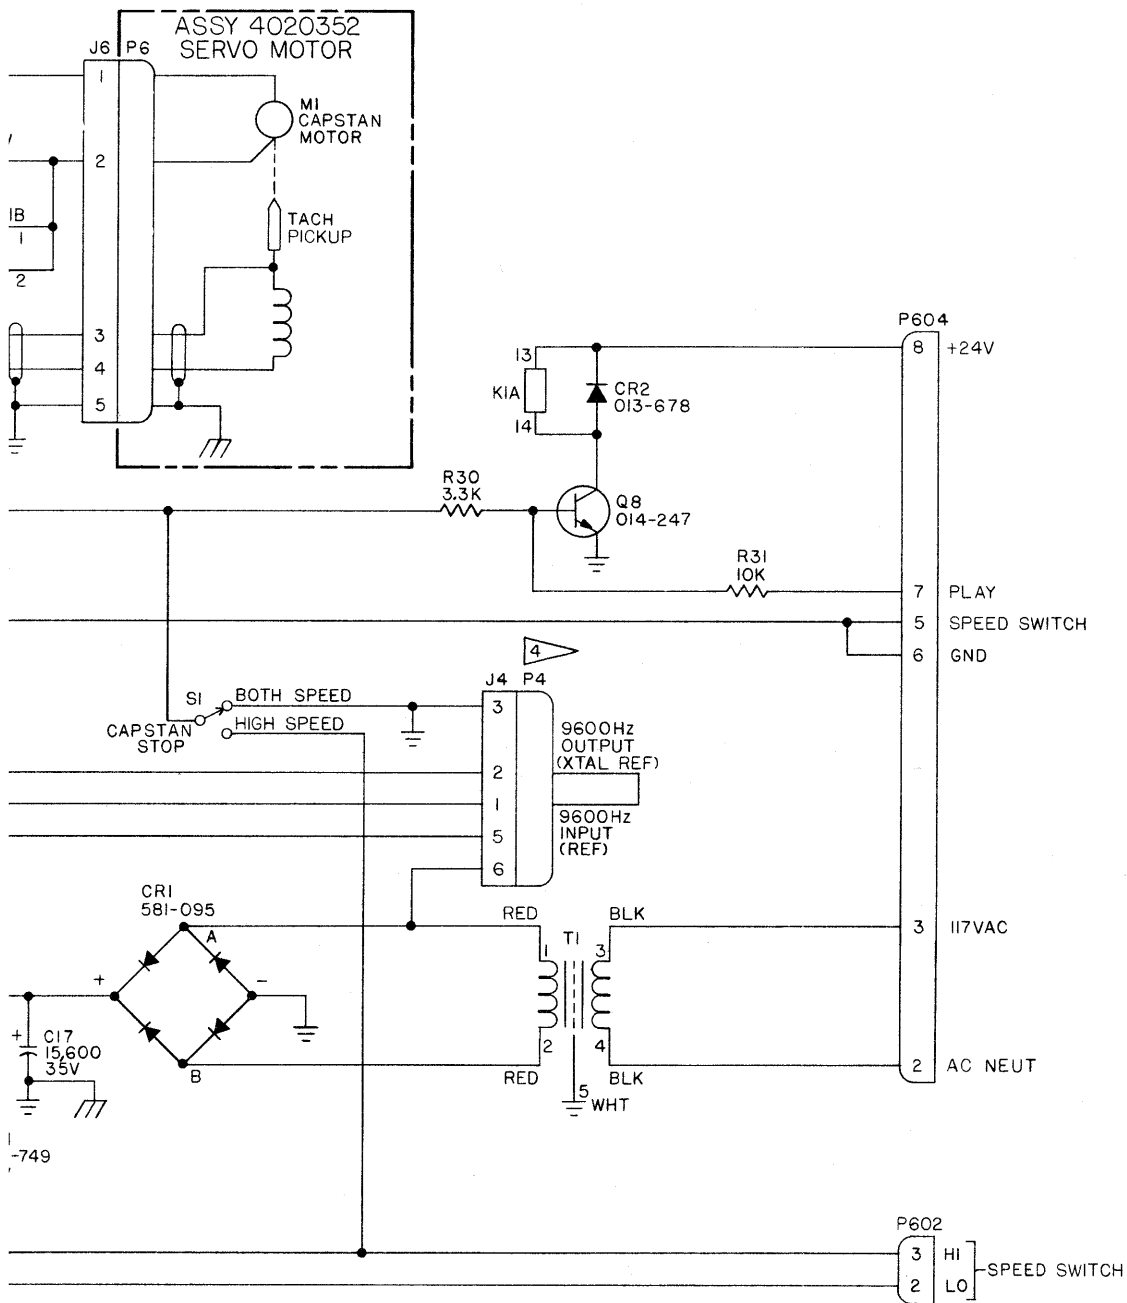 ASSY 4020352
SERVO MOTOR
J6 P6
1
M1
CAPSTAN
MOTOR
2
1B
1
TACH
PICKUP
2
3
4
5
P604
8 +24V
13
K1A
14
CR2
013-678
R30
3.3K
Q8
014-247
R31
10K
7 PLAY
5 SPEED SWITCH
6 GND
4
J4 P4
S1
BOTH SPEED
HIGH SPEED
CAPSTAN
STOP
3
2
1
5
6
9600Hz
OUTPUT
(XTAL REF)
9600Hz
INPUT
(REF)
CR1
581-095
A
+
-
B
RED
BLK
T1
1
3
2
4
RED
BLK
5
WHT
3 117VAC
2 AC NEUT
+
C17
15,600
35V
-749
P602
3 HI
2 LO
SPEED SWITCH